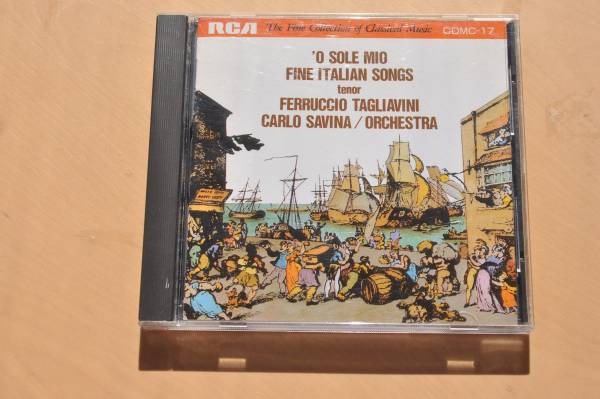 RCA The Fine Collection of Classical Music CDMC-17
'O SOLE MIO
FINE ITALIAN SONGS
tenor
FERRUCCIO TAGLIAVINI
CARLO SAVINA / ORCHESTRA